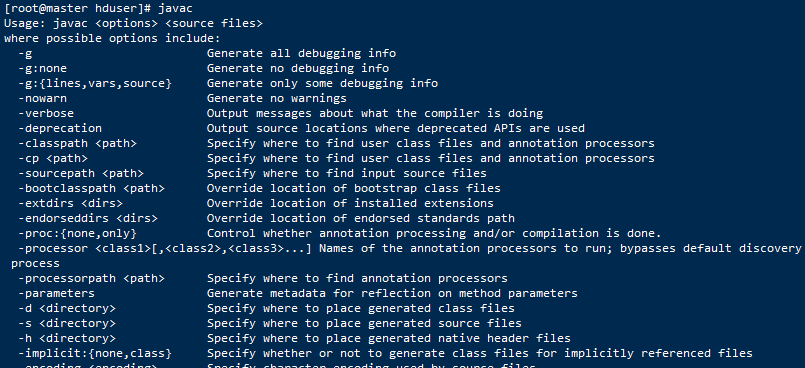 [root@master hduser]# javac
Usage: javac <options> <source files>
where possible options include:
  -g                         Generate all debugging info
  -g:none                    Generate no debugging info
  -g:{lines,vars,source}     Generate only some debugging info
  -nowarn                    Generate no warnings
  -verbose                   Output messages about what the compiler is doing
  -deprecation               Output source locations where deprecated APIs are used
  -classpath <path>          Specify where to find user class files and annotation processors
  -cp <path>                 Specify where to find user class files and annotation processors
  -sourcepath <path>         Specify where to find input source files
  -bootclasspath <path>      Override location of bootstrap class files
  -extdirs <dirs>            Override location of installed extensions
  -endorseddirs <dirs>       Override location of endorsed standards path
  -proc:{none,only}          Control whether annotation processing and/or compilation is done.
  -processor <class1>[,<class2>,<class3>...] Names of the annotation processors to run; bypasses default discovery
 process
  -processorpath <path>      Specify where to find annotation processors
  -parameters                Generate metadata for reflection on method parameters
  -d <directory>             Specify where to place generated class files
  -s <directory>             Specify where to place generated source files
  -h <directory>             Specify where to place generated native header files
  -implicit:{none,class}     Specify whether or not to generate class files for implicitly referenced files
  -encoding <encoding>       Specify character encoding used by source files